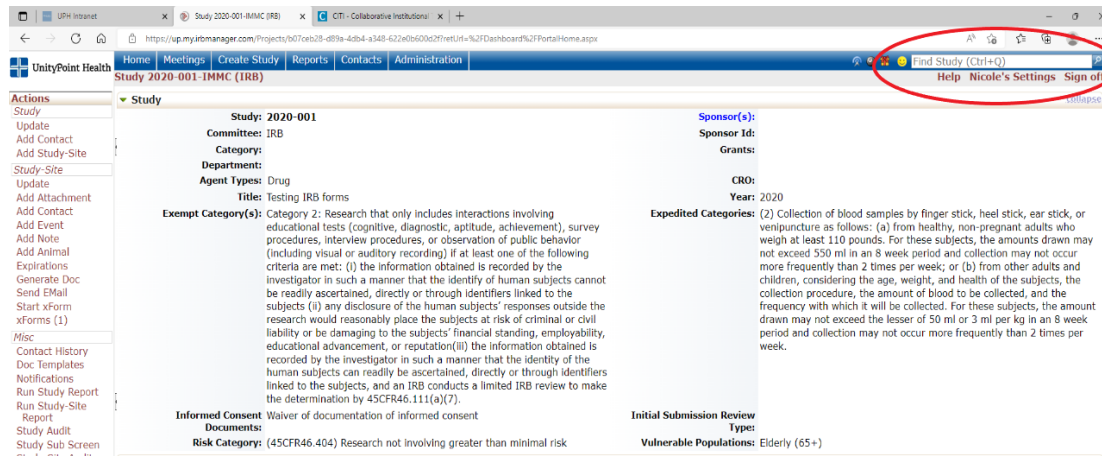 UPH Intranet
Study 2020-001-IMMC (IRB)
CITI - Collaborative Institutional
https://up.my.irbmanager.com/Projects/b07ceb28-d89a-4db4-a348-622e0b600d2f?retUrl=%2FDashboard%2FPortalHome.aspx
UnityPoint Health
Home Meetings Create Study Reports Contacts Administration
Find Study (Ctrl+Q)
Study 2020-001-IMMC (IRB)
Help Nicole's Settings Sign off
Actions
Study
Update
Add Contact
Add Study-Site
Study-Site
Update
Add Attachment
Add Contact
Add Event
Add Note
Add Animal
Expirations
Generate Doc
Send EMail
Start xForm
xForms (1)
Misc
Contact History
Doc Templates
Notifications
Run Study Report
Run Study-Site
Report
Study Audit
Study Sub Screen
Study
Collapse
Study: 2020-001
Sponsor(s):
Committee: IRB
Sponsor Id:
Category:
Grants:
Department:
Agent Types: Drug
CRO:
Title: Testing IRB forms
Year: 2020
Exempt Category(s): Category 2: Research that only includes interactions involving
educational tests (cognitive, diagnostic, aptitude, achievement), survey
procedures, interview procedures, or observation of public behavior
(including visual or auditory recording) if at least one of the following
criteria are met: (i) the information obtained is recorded by the
investigator in such a manner that the identify of human subjects cannot
be readily ascertained, directly or through identifiers linked to the
subjects (ii) any disclosure of the human subjects' responses outside the
research would reasonably place the subjects at risk of criminal or civil
liability or be damaging to the subjects' financial standing, employability,
educational advancement, or reputation(iii) the information obtained is
recorded by the investigator in such a manner that the identity of the
human subjects can readily be ascertained, directly or through identifiers
linked to the subjects, and an IRB conducts a limited IRB review to make
the determination by 45CFR46.111(a)(7).
Expedited Categories: (2) Collection of blood samples by finger stick, heel stick, ear stick, or
venipuncture as follows: (a) from healthy, non-pregnant adults who
weigh at least 110 pounds. For these subjects, the amounts drawn may
not exceed 550 ml in an 8 week period and collection may not occur
more frequently than 2 times per week; or (b) from other adults and
children, considering the age, weight, and health of the subjects, the
collection procedure, the amount of blood to be collected, and the
frequency with which it will be collected. For these subjects, the amount
drawn may not exceed the lesser of 50 ml or 3 ml per kg in an 8 week
period and collection may not occur more frequently than 2 times per
week.
Informed Consent Waiver of documentation of informed consent
Documents:
Initial Submission Review
Type:
Risk Category: (45CFR46.404) Research not involving greater than minimal risk
Vulnerable Populations: Elderly (65+)